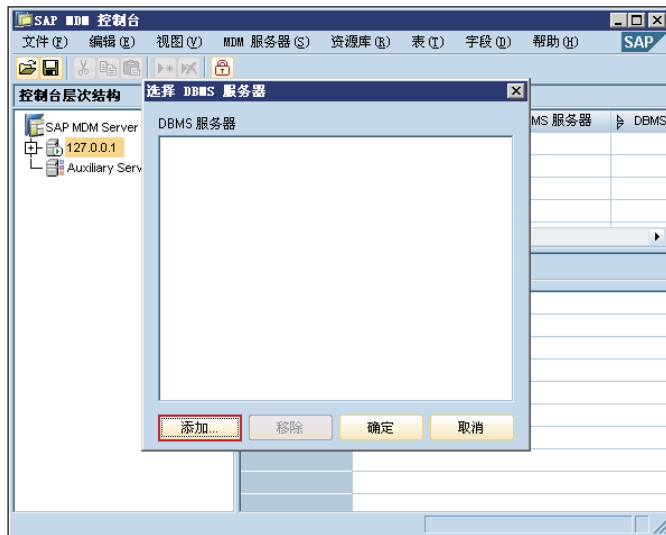 SAP MDM 控制台
文件(F) 编辑(E) 视图(V) MDM 服务器(S) 资源库(R) 表(T) 字段(D) 帮助(H) SAP
控制台层次结构
选择 DBMS 服务器
SAP MDM Server
DBMS 服务器
MS 服务器 DBMS
127.0.0.1
Auxiliary Serv
添加... 移除 确定 取消